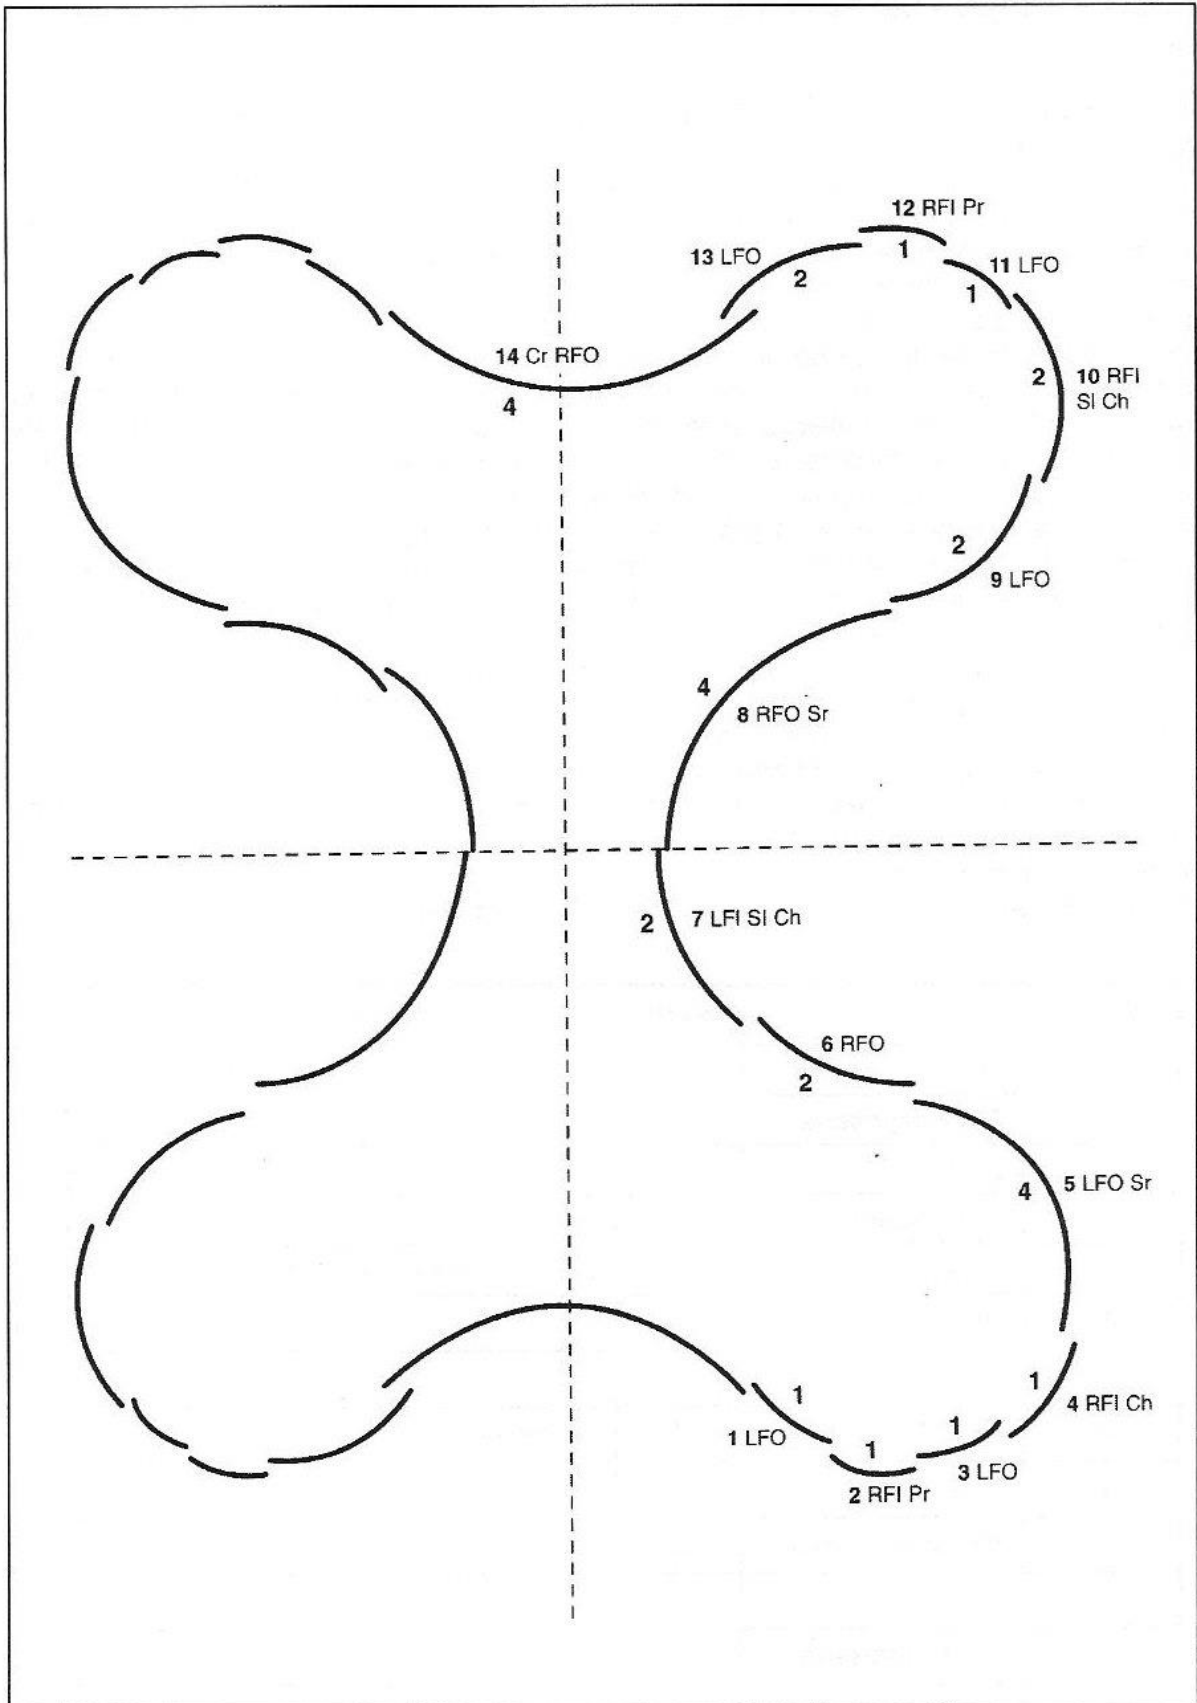 12 RFI Pr
1
13 LFO
2
11 LFO
1
14 Cr RFO
4
2
10 RFI
SI Ch
2
9 LFO
4
8 RFO Sr
2
7 LFI SI Ch
6 RFO
2
4
5 LFO Sr
1
4 RFI Ch
1
1 LFO
1
3 LFO
1
2 RFI Pr